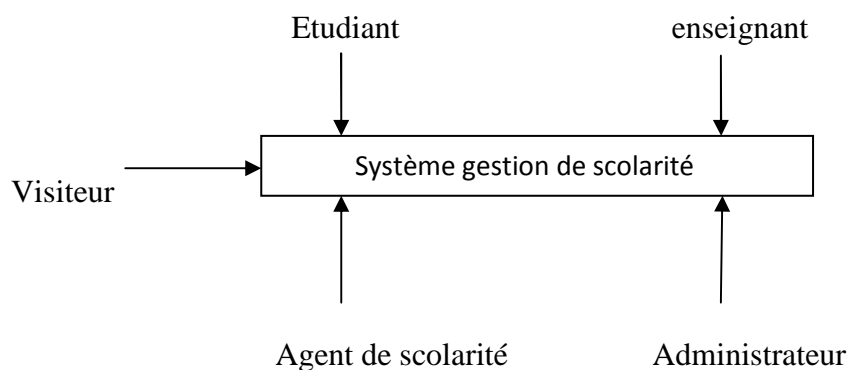 Etudiant
enseignant
Système gestion de scolarité
Visiteur
Agent de scolarité
Administrateur